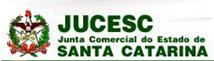 JUCESC
Junta Comercial do Estado de
SANTA CATARINA